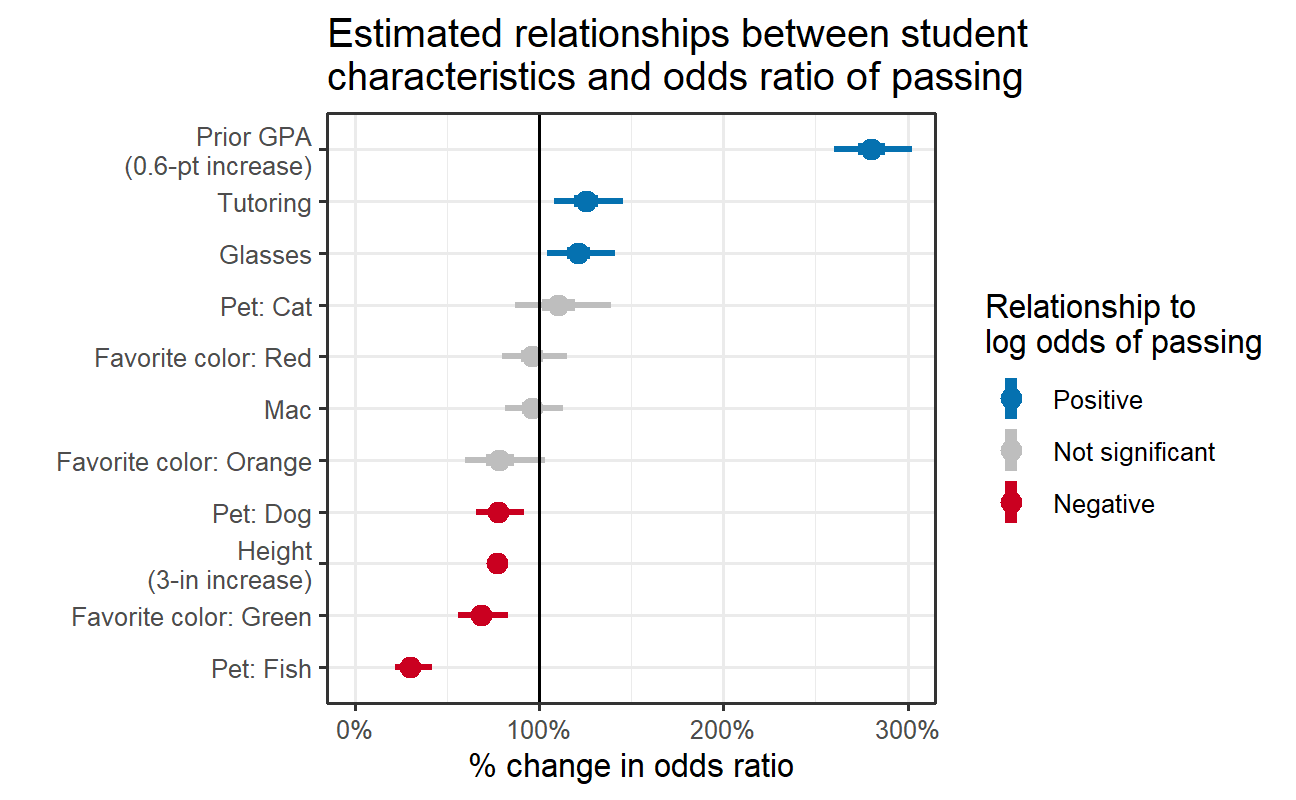 Estimated relationships between student
characteristics and odds ratio of passing
Prior GPA
(0.6-pt increase)
Tutoring
Glasses
Pet: Cat
Favorite color: Red
Mac
Favorite color: Orange
Pet: Dog
Height
(3-in increase)
Favorite color: Green
Pet: Fish
0%
100%
200%
300%
% change in odds ratio
Relationship to
log odds of passing
Positive
Not significant
Negative